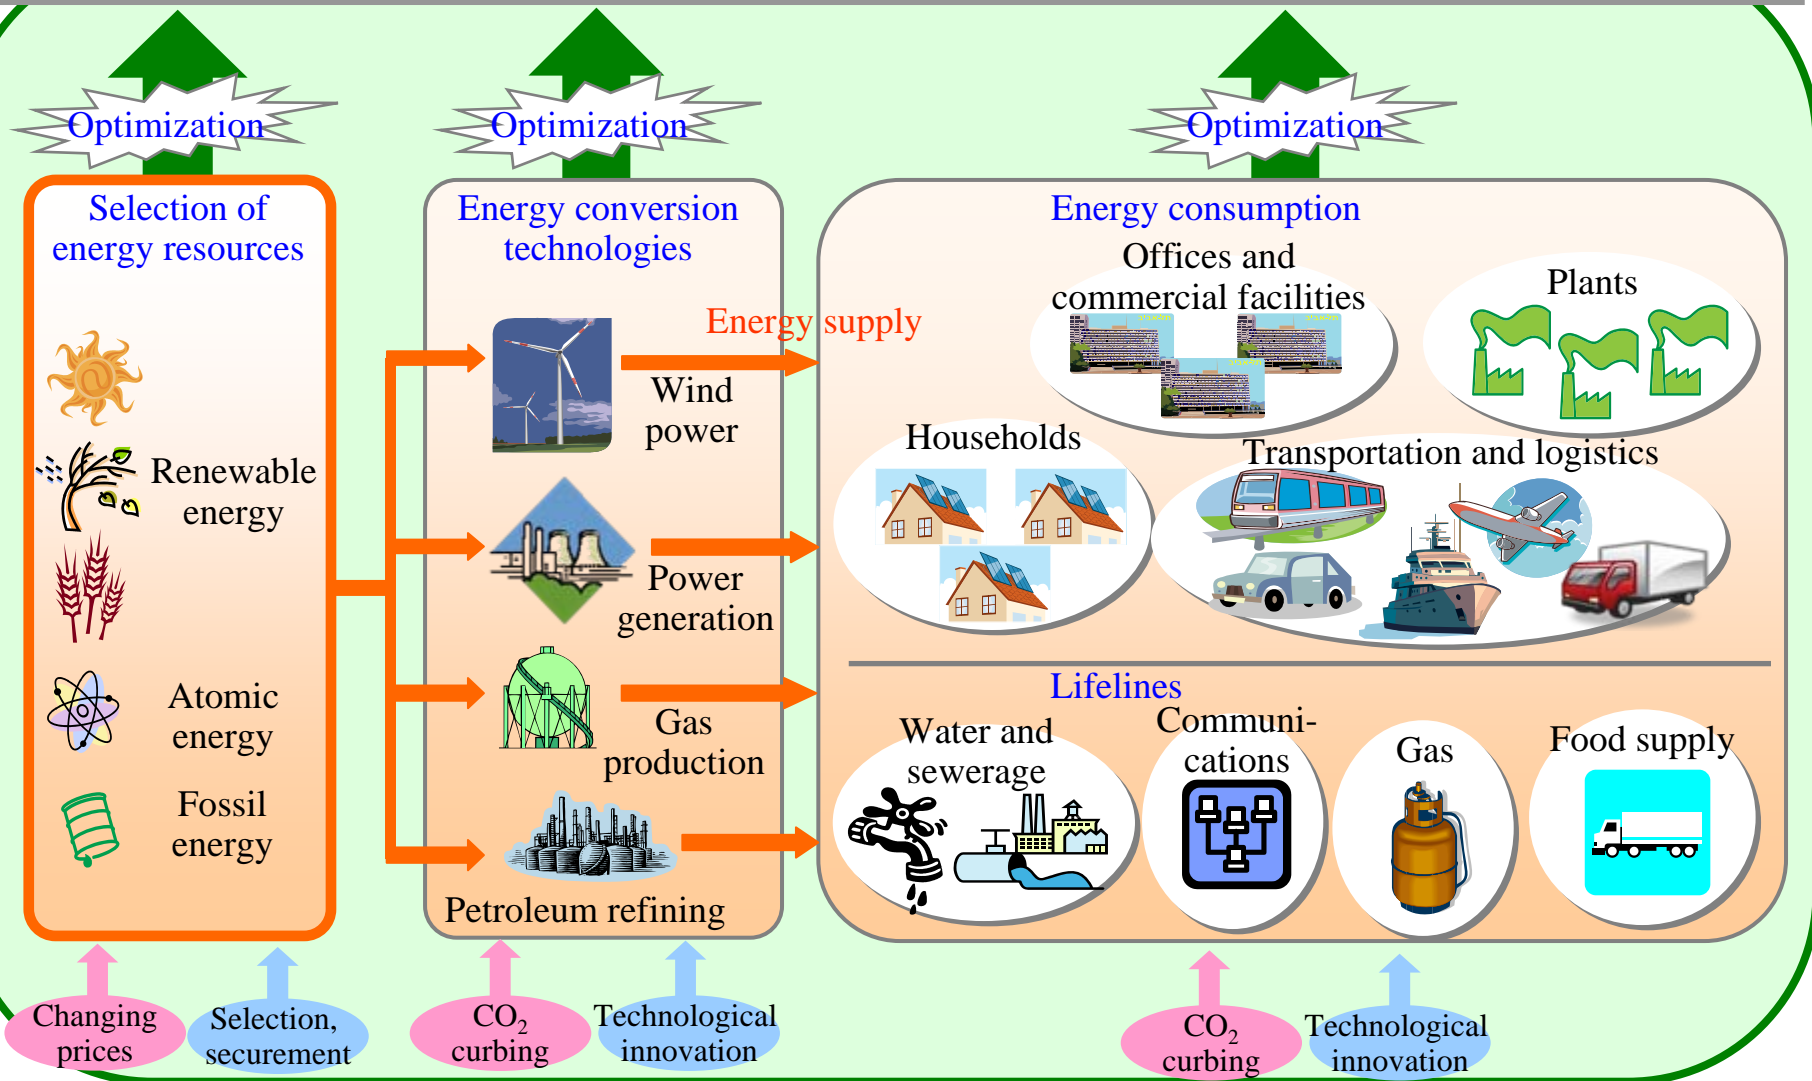 Optimization
Optimization
Optimization
Selection of
energy resources
Renewable
energy
Atomic
energy
Fossil
energy
Energy conversion
technologies
Energy supply
Wind
power
Power
generation
Gas
production
Petroleum refining
Energy consumption
Offices and
commercial facilities
Plants
Households
Transportation and logistics
Lifelines
Water and
sewerage
Communi-
cations
Gas
Food supply
Changing
prices
Selection,
securement
CO₂
curbing
Technological
innovation
CO₂
curbing
Technological
innovation